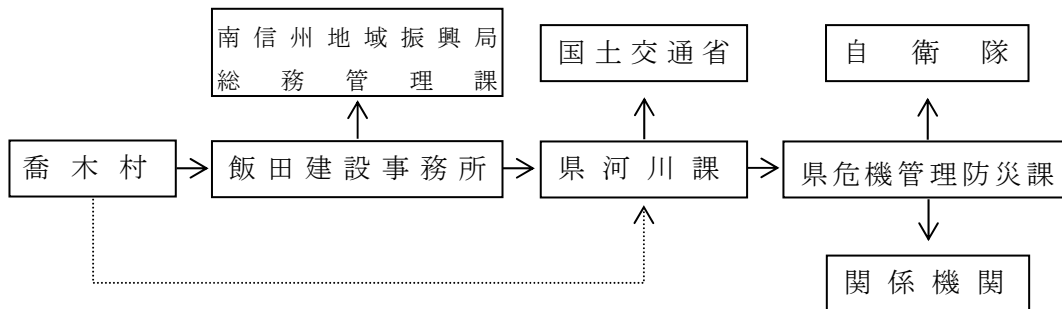 南信州地域振興局
総務管理課
国土交通省
自衛隊
喬木村
飯田建設事務所
県河川課
県危機管理防災課
関係機関